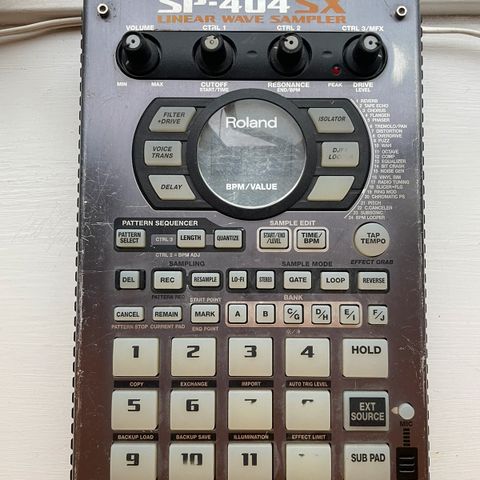 SP-404SX
LINEAR WAVE SAMPLER
VOLUME CTRL 1 CTRL 2 CTRL 3/MFX
MIN MAX CUTOFF RESONANCE PEAK DRIVE
START/TIME END/BPM LEVEL
FILTER +DRIVE
VOICE TRANS
DELAY
Roland
BPM/VALUE
ISOLATOR
DJFX LOOPER
1 REVERB
2 TAPE ECHO
3 CHORUS
4 FLANGER
5 PHASER
6 TREMOLO/PAN
7 DISTORTION
8 OVERDRIVE
9 FUZZ
10 WAH
11 OCTAVE
12 COMP
13 EQUALIZER
14 BIT CRASH
15 NOISE GEN
16 VINYL SIM
17 RADIO TUNING
18 SLICER+FLG
19 RING MOD
20 CHROMATIC PS
21 PITCH
22 C.CANCELER
23 SUBSONIC
24 BPM LOOPER
PATTERN SEQUENCER SAMPLE EDIT
PATTERN SELECT CTRL 3 LENGTH QUANTIZE START/END /LEVEL TIME/ BPM TAP TEMPO
CTRL 2 = BPM ADJ
EFFECT GRAB
SAMPLING SAMPLE MODE
DEL REC RESAMPLE LO-FI STEREO GATE LOOP REVERSE
PATTERN REC START POINT BANK
CANCEL REMAIN MARK A B C/G D/H E/I F/J
PATTERN STOP CURRENT PAD END POINT
1 2 3 4 HOLD
COPY EXCHANGE IMPORT AUTO TRIG LEVEL
5 6 EXT SOURCE
MIC
BACKUP LOAD BACKUP SAVE ILLUMINATION EFFECT LIMIT
9 10 11 SUB PAD